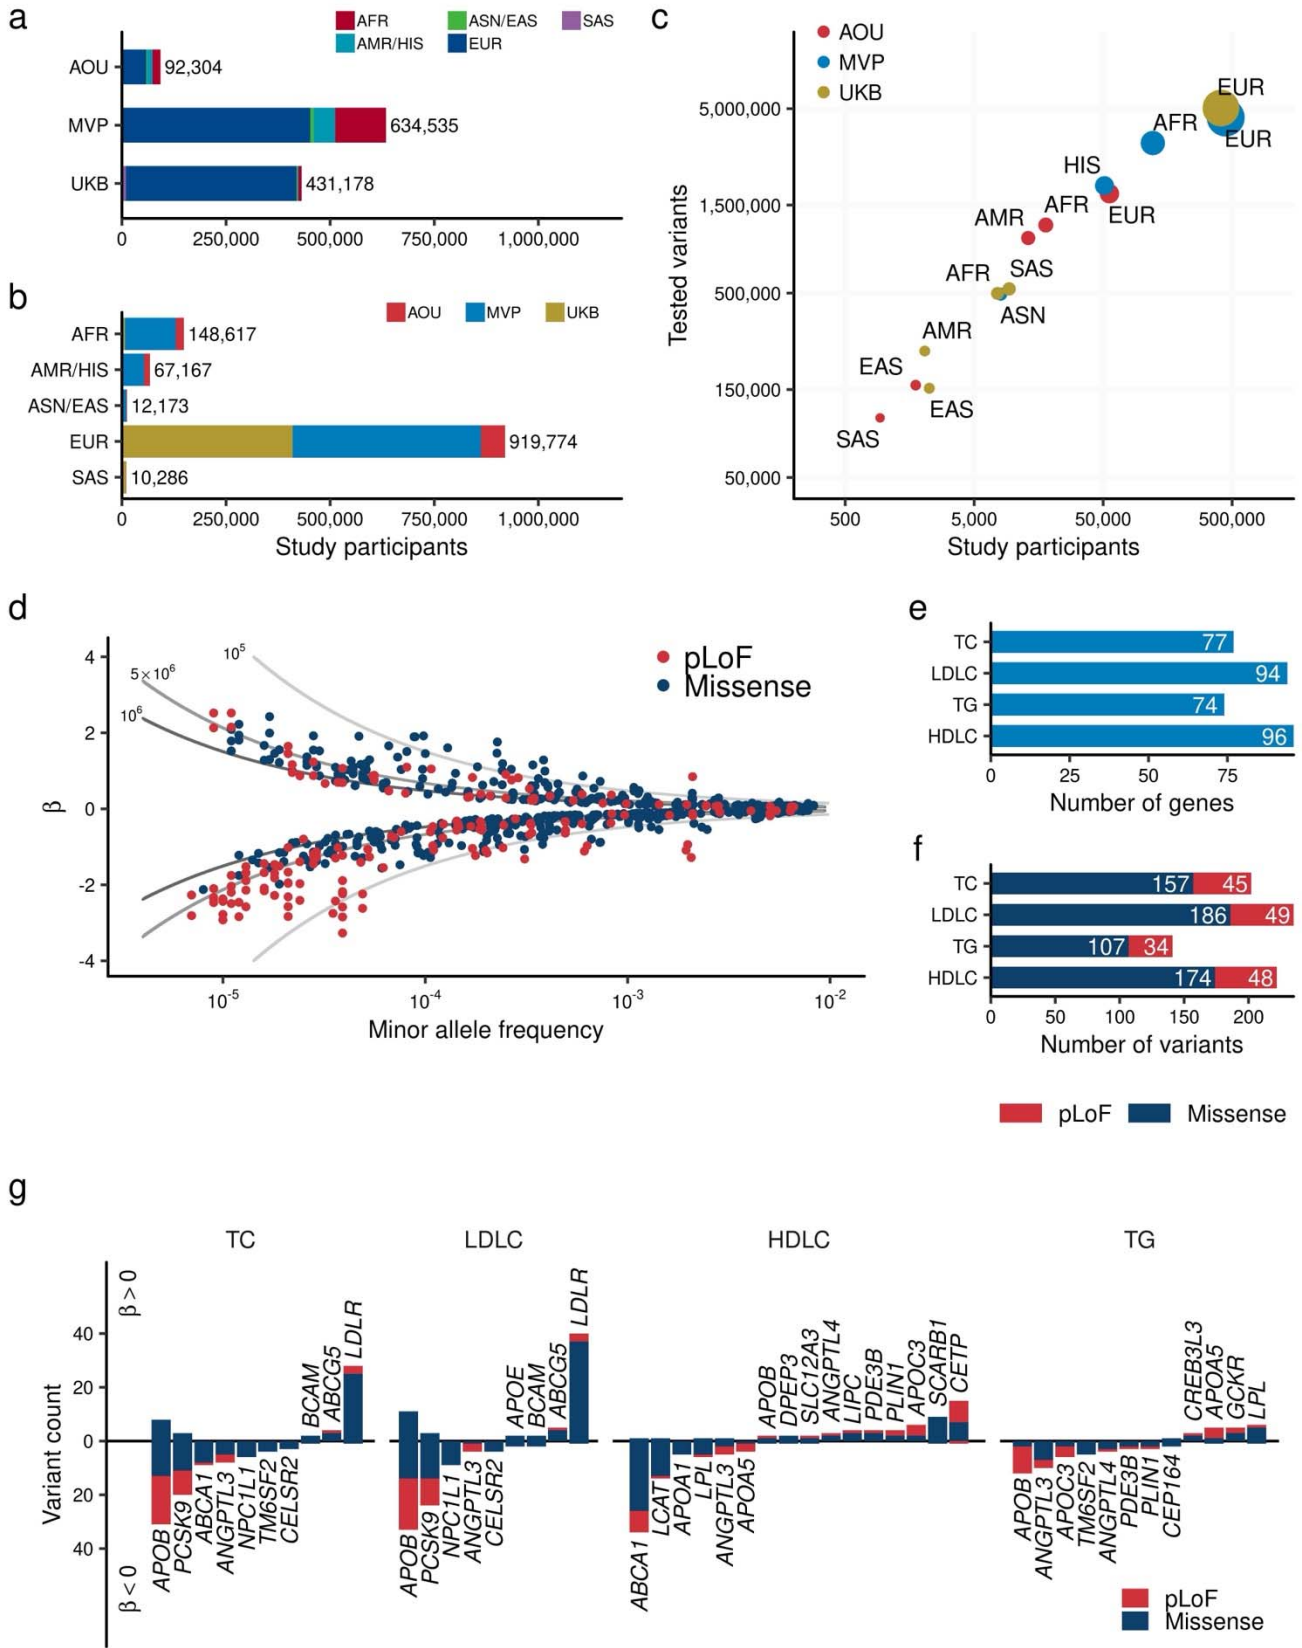 a
AFR ASN/EAS SAS
AMR/HIS EUR
AOU 92,304
MVP 634,535
UKB 431,178
0 250,000 500,000 750,000 1,000,000
b
AOU MVP UKB
AFR 148,617
AMR/HIS 67,167
ASN/EAS 12,173
EUR 919,774
SAS 10,286
0 250,000 500,000 750,000 1,000,000
Study participants
c
AOU
MVP
UKB
Tested variants
5,000,000
1,500,000
500,000
150,000
50,000
EUR
AFR
EUR
HIS
AFR
AMR
EUR
AFR SAS
ASN
AMR
EAS
EAS
SAS
500 5,000 50,000 500,000
Study participants
d
pLoF
Missense
10⁵
5×10⁶
10⁶
β
4
2
0
-2
-4
10⁻⁵ 10⁻⁴ 10⁻³ 10⁻²
Minor allele frequency
e
TC 77
LDLC 94
TG 74
HDLC 96
0 25 50 75
Number of genes
f
TC 157 45
LDLC 186 49
TG 107 34
HDLC 174 48
0 50 100 150 200
Number of variants
pLoF Missense
g
TC LDLC HDLC TG
Variant count
β > 0
β < 0
40
20
0
20
40
APOB
PCSK9
ABCA1
ANGPTL3
NPC1L1
TM6SF2
CELSR2
BCAM
ABCG5
LDLR
APOB
PCSK9
NPC1L1
ANGPTL3
CELSR2
APOE
BCAM
ABCG5
LDLR
ABCA1
LCAT
APOA1
LPL
ANGPTL3
APOA5
APOB
DPEP3
SLC12A3
ANGPTL4
LIPC
PDE3B
PLIN1
APOC3
SCARB1
CETP
APOB
ANGPTL3
APOC3
TM6SF2
ANGPTL4
PDE3B
PLIN1
CEP164
CREB3L3
APOA5
GCKR
LPL
pLoF
Missense